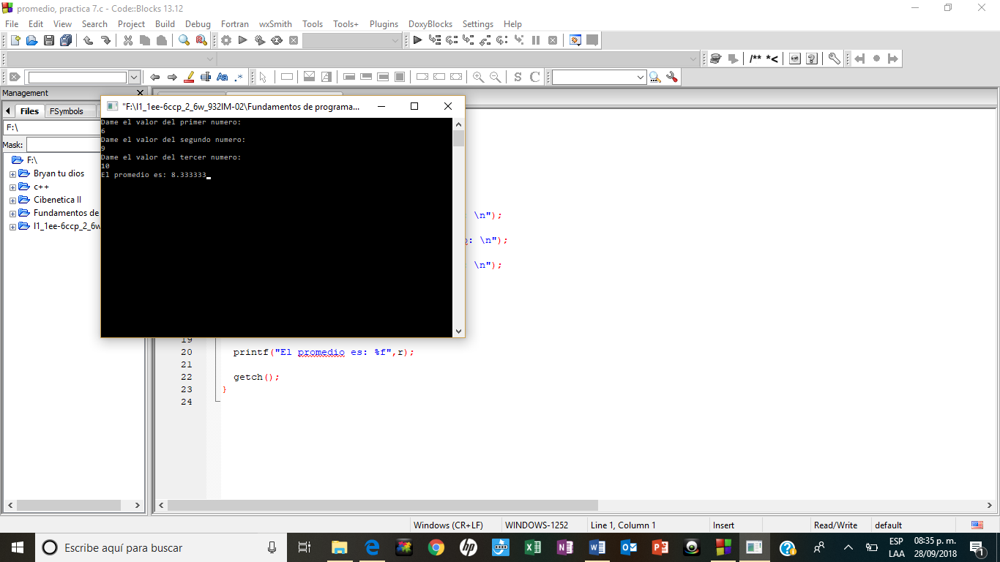 promedio, practica 7.c - Code::Blocks 13.12
File Edit View Search Project Build Debug Fortran wxSmith Tools Tools+ Plugins DoxyBlocks Settings Help
/** *<
Aa .*
S C
Management
Files FSymbols
F:\
Mask:
F:\
Bryan tu dios
c++
Cibenetica II
Fundamentos de
I1_1ee-6ccp_2_6w
"F:\I1_1ee-6ccp_2_6w_932IM-02\Fundamentos de programa...
Dame el valor del primer numero:
6
Dame el valor del segundo numero:
9
Dame el valor del tercer numero:
10
El promedio es: 8.333333
\n");
o: \n");
\n");
19
20 printf("El promedio es: %f",r);
21
22 getch();
23 }
24
Windows (CR+LF) WINDOWS-1252 Line 1, Column 1 Insert Read/Write default
Escribe aquí para buscar
ESP 08:35 p. m.
LAA 28/09/2018
1